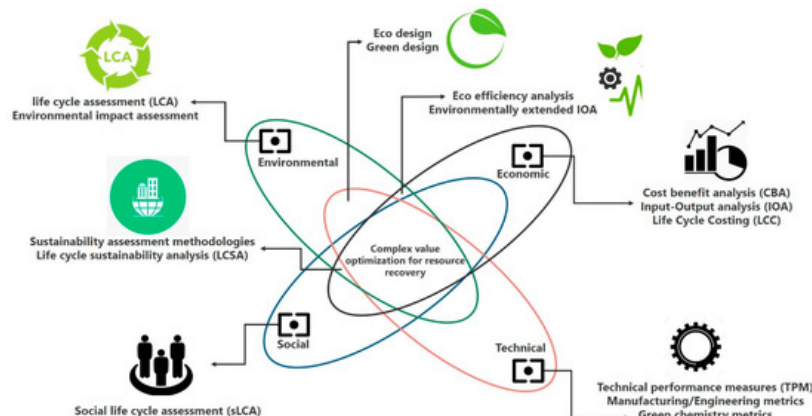 Eco design
Green design
LCA
life cycle assessment (LCA)
Environmental impact assessment
Eco efficiency analysis
Environmentally extended IOA
Environmental
Economic
Cost benefit analysis (CBA)
Input-Output analysis (IOA)
Life Cycle Costing (LCC)
Sustainability assessment methodologies
Life cycle sustainability analysis (LCSA)
Complex value
optimization for resource
recovery
Social
Technical
Social life cycle assessment (sLCA)
Technical performance measures (TPM)
Manufacturing/Engineering metrics
Green chemistry metrics